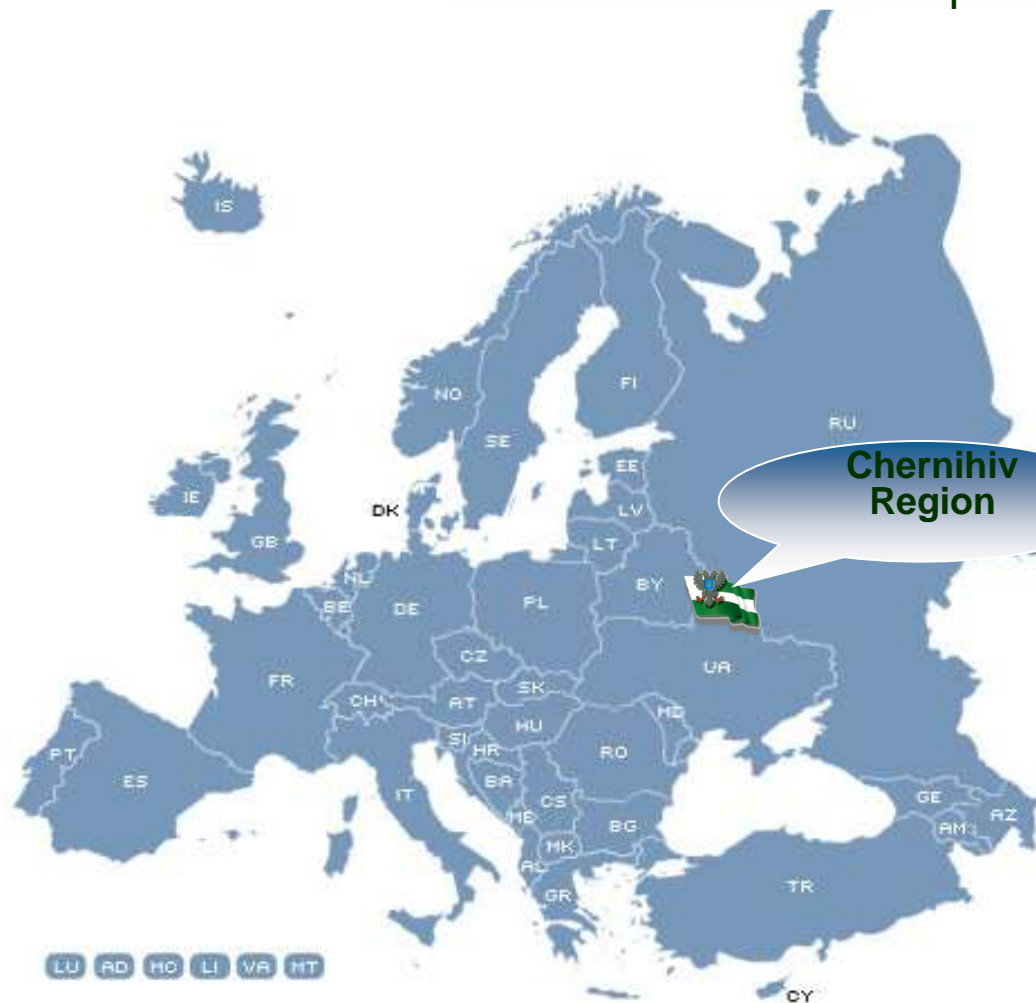 IS
NO
SE
FI
RU
Chernihiv
Region
EE
IE
DK
LV
GB
LT
NL
BY
BE
DE
PL
CZ
UA
FR
SK
CH
AT
MD
HU
SI
HR
RO
PT
ES
BA
IT
CS
GE
ME
AZ
BG
AM
MK
AL
TR
GR
LU AD MC LI VA MT
CY